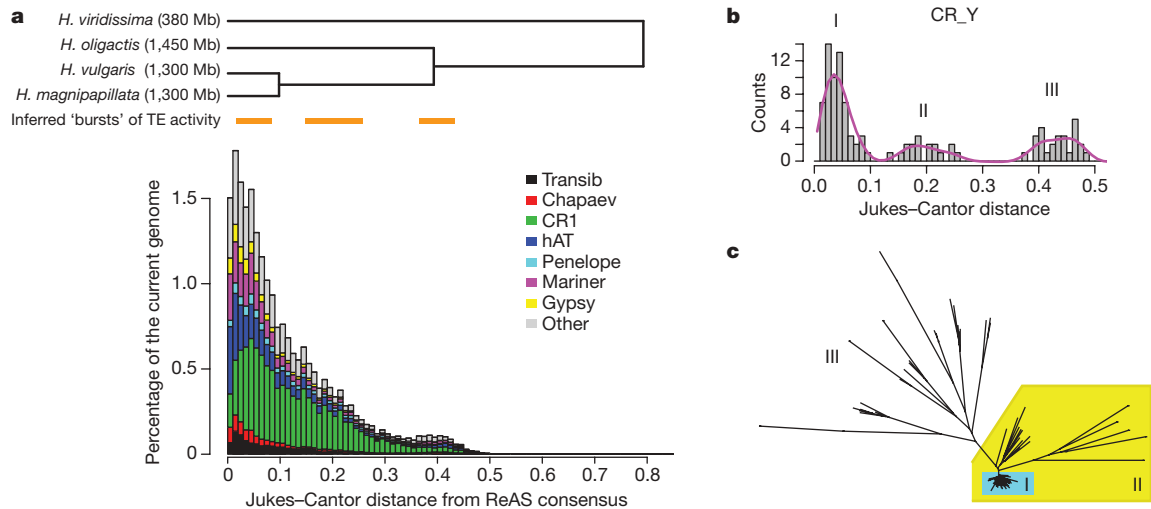 a
H. viridissima (380 Mb)
H. oligactis (1,450 Mb)
H. vulgaris (1,300 Mb)
H. magnipapillata (1,300 Mb)
Inferred ‘bursts’ of TE activity
Percentage of the current genome
1.5
1.0
0.5
0
0
0.1
0.2
0.3
0.4
0.5
0.6
0.7
0.8
Jukes–Cantor distance from ReAS consensus
Transib
Chapaev
CR1
hAT
Penelope
Mariner
Gypsy
Other
b
CR_Y
I
II
III
Counts
12
8
4
0
0.0
0.1
0.2
0.3
0.4
0.5
Jukes–Cantor distance
c
III
I
II